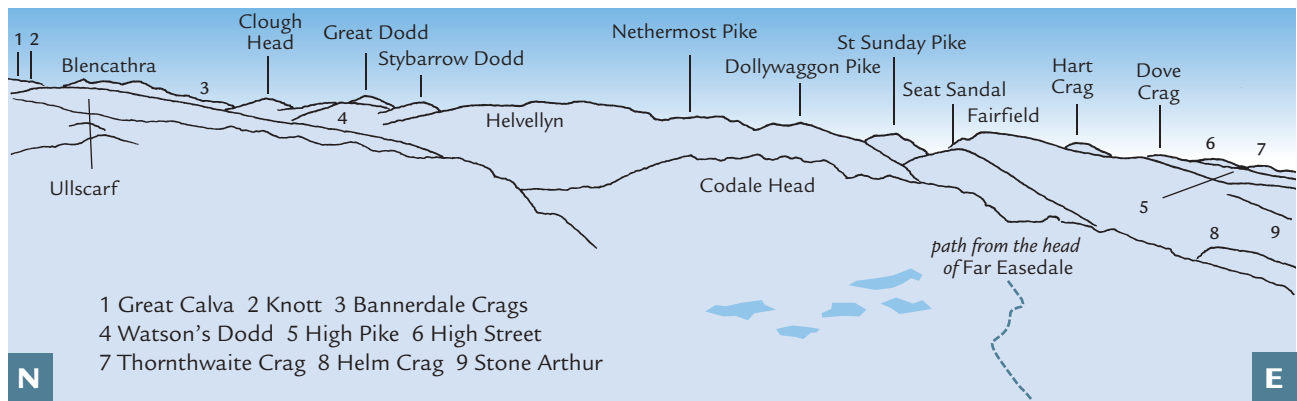 1 2
Blencathra
3
Clough
Head
Great Dodd
Stybarrow Dodd
4
Helvellyn
Nethermost Pike
Dollywaggon Pike
St Sunday Pike
Seat Sandal
Fairfield
Hart
Crag
Dove
Crag
6
7
5
8
9
Ullscarf
Codale Head
path from the head
of Far Easedale
1 Great Calva 2 Knott 3 Bannerdale Crags
4 Watson's Dodd 5 High Pike 6 High Street
7 Thornthwaite Crag 8 Helm Crag 9 Stone Arthur
N
E